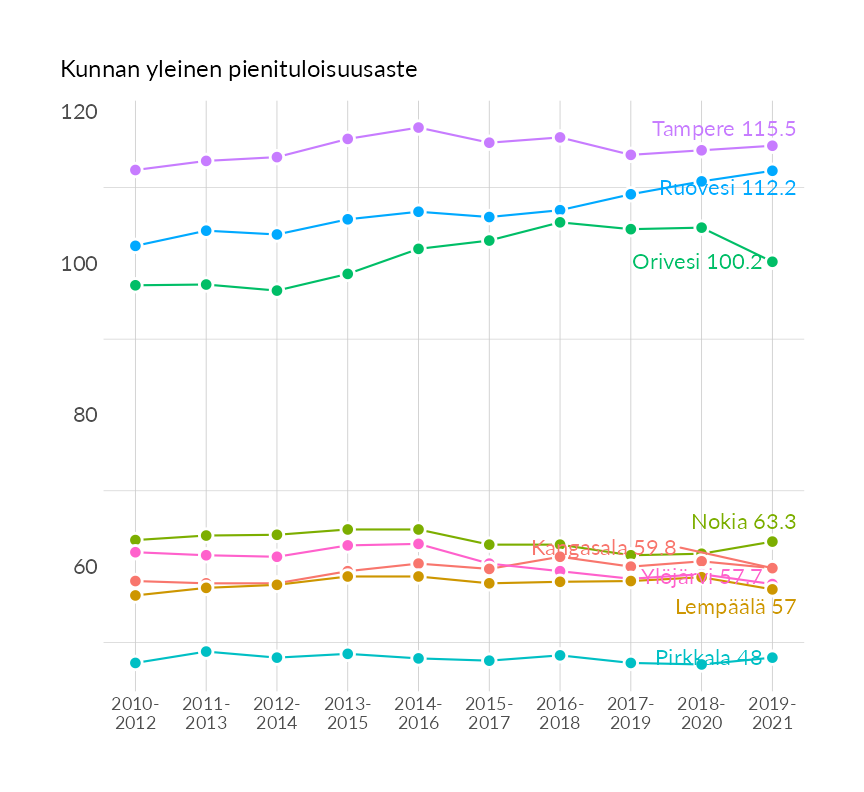 Kunnan yleinen pienituloisuusaste
120
Tampere 115.5
Ruovesi 112.2
100
Orivesi 100.2
80
Nokia 63.3
Kangasala 59.8
60
Ylöjärvi 57.7
Lempäälä 57
Pirkkala 48
2010- 2011- 2012- 2013- 2014- 2015- 2016- 2017- 2018- 2019-
2012 2013 2014 2015 2016 2017 2018 2019 2020 2021